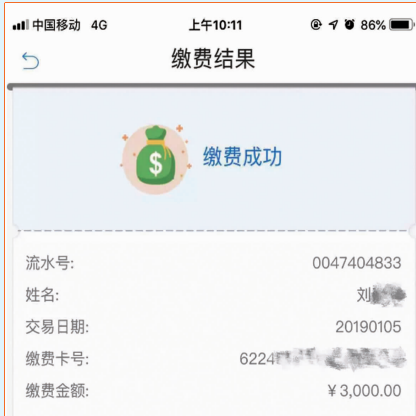 中国移动 4G 上午10:11 86%
缴费结果
缴费成功
流水号: 0047404833
姓名: 刘
交易日期: 20190105
缴费卡号: 6224
缴费金额: ¥3,000.00